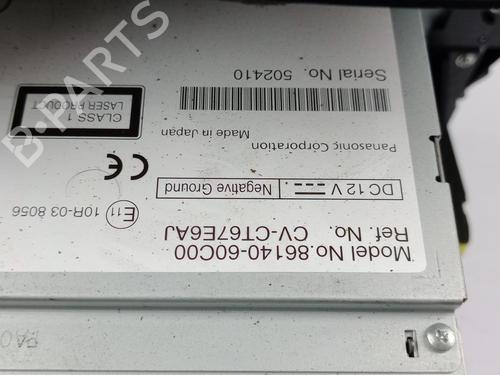 Model No.86140-60C00
Ref. No. CV-CT67E6AJ
DC 12 V Negative Ground
E11 10R-03 8056
CE
Panasonic Corporation
Made in Japan
CLASS 1
LASER PRODUCT
Serial No. 502410
B-PARTS